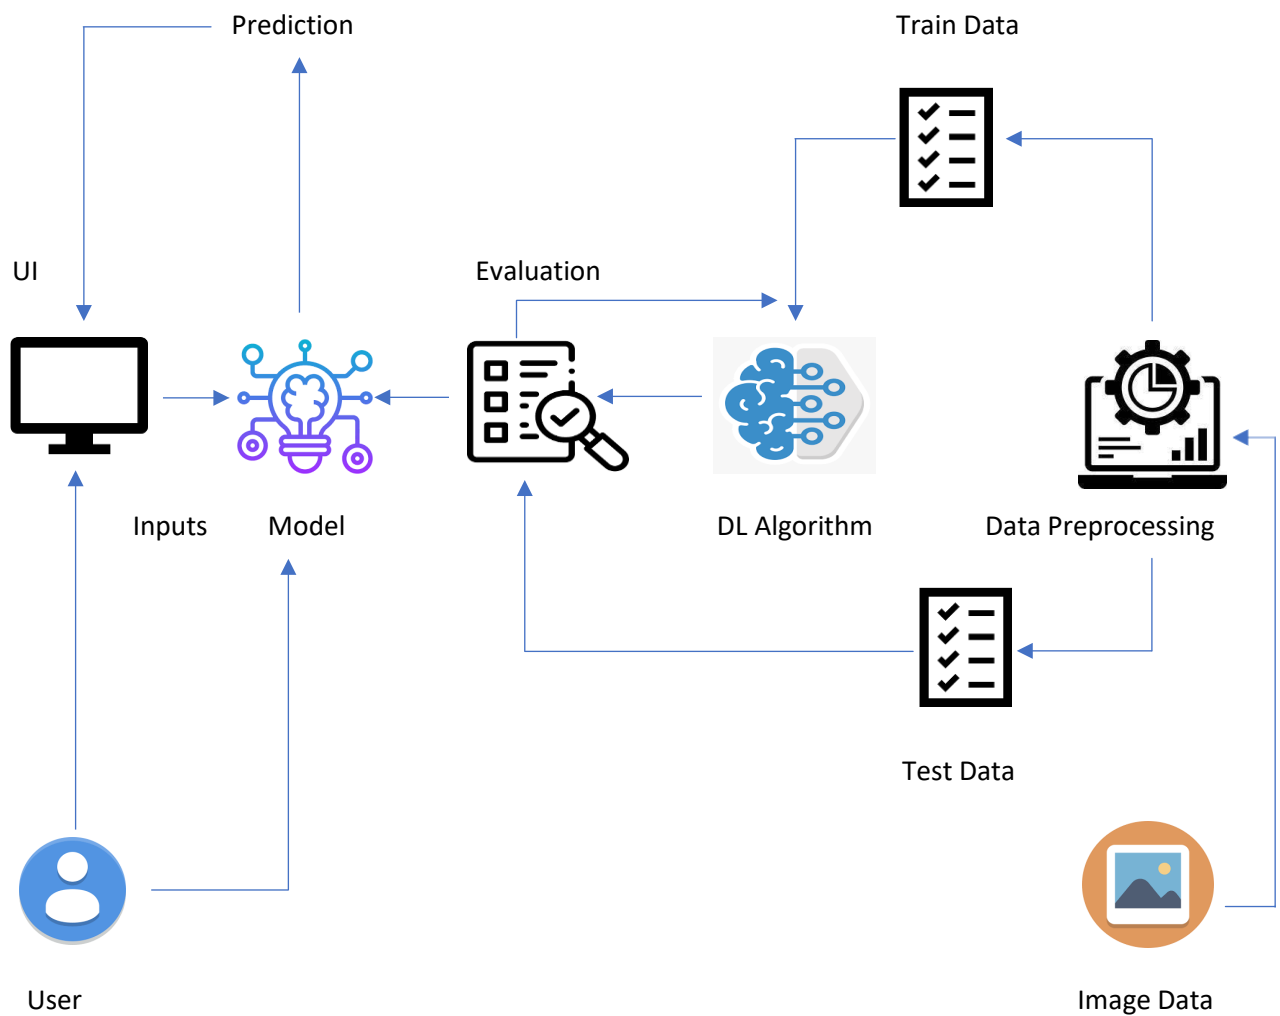 Prediction
Train Data
UI
Evaluation
Inputs
Model
DL Algorithm
Data Preprocessing
Test Data
User
Image Data